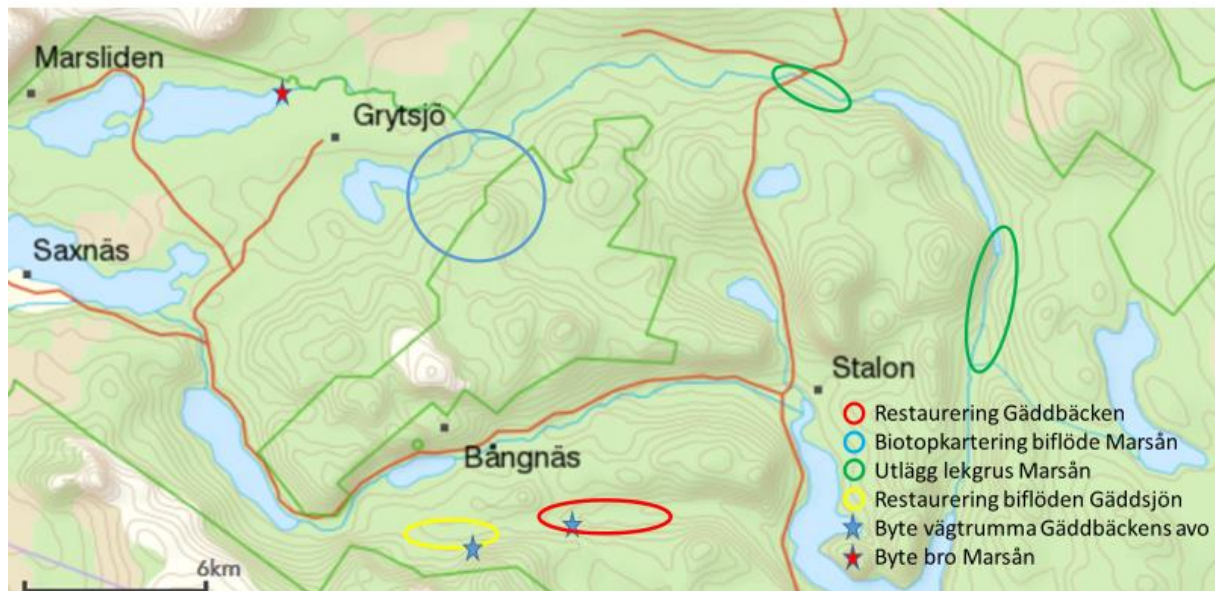 Marsliden
Grytsjö
Saxnäs
Stalon
Restaurering Gäddbäcken
Biotopkartering biflöde Marsån
Utlägg lekgrus Marsån
Bångnäs
Restaurering biflöden Gäddsjön
Byte vägtrumma Gäddbäckens avo
Byte bro Marsån
6km